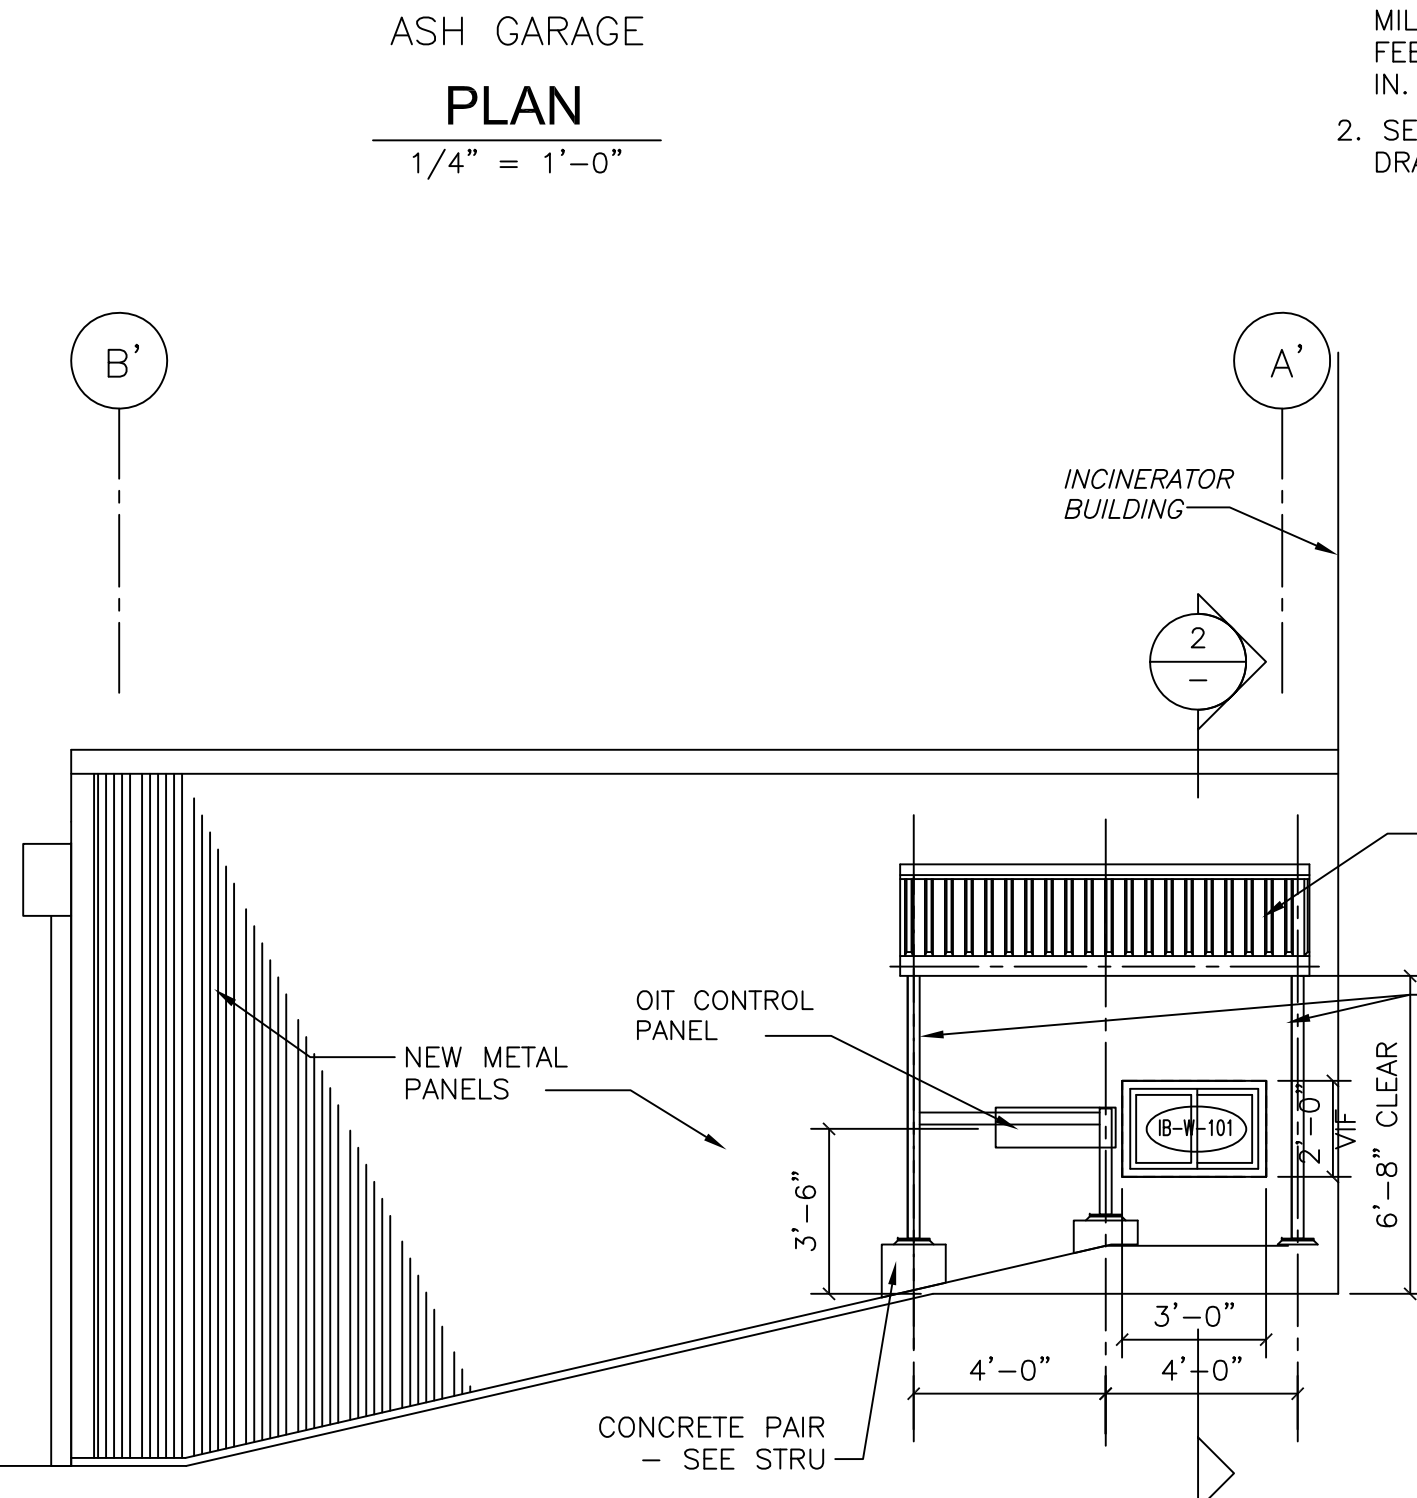 ASH GARAGE
PLAN
1/4" = 1'-0"
MIL
FEE
IN.
2. SE
DRA
B'
A'
INCINERATOR
BUILDING
2
-
OIT CONTROL
PANEL
NEW METAL
PANELS
IB-W-101
2'-0"
VIF
6'-8" CLEAR
3'-6"
3'-0"
4'-0"
4'-0"
CONCRETE PAIR
- SEE STRU